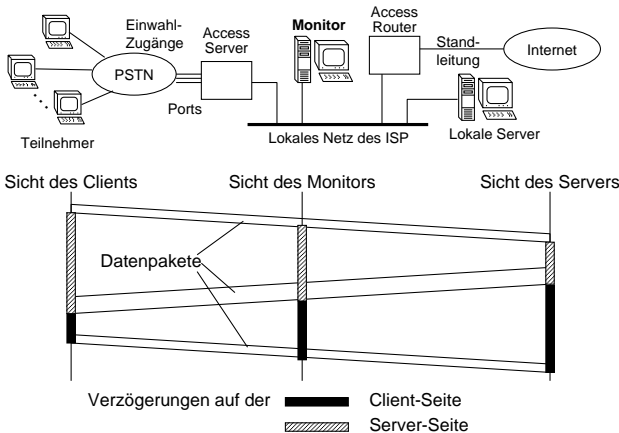 Einwahl-
Zugänge
Access
Server
Monitor
Access
Router
Stand-
leitung
Internet
PSTN
Ports
Teilnehmer
Lokales Netz des ISP
Lokale Server
Sicht des Clients
Sicht des Monitors
Sicht des Servers
Datenpakete
Verzögerungen auf der
Client-Seite
Server-Seite